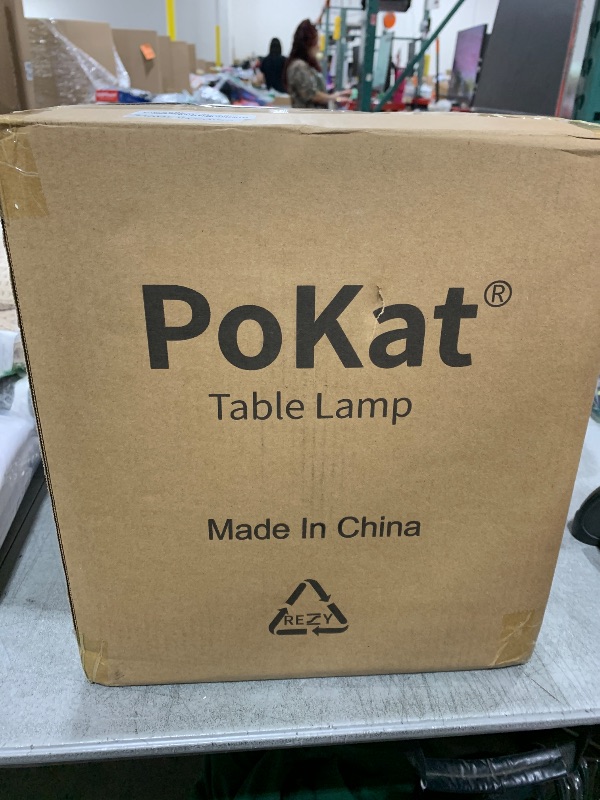 PoKat®
Table Lamp
Made In China
REZY